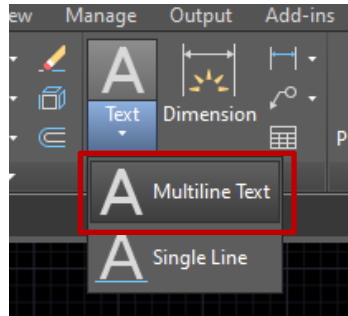 ew Manage Output Add-ins
Text Dimension
P
Multiline Text
Single Line